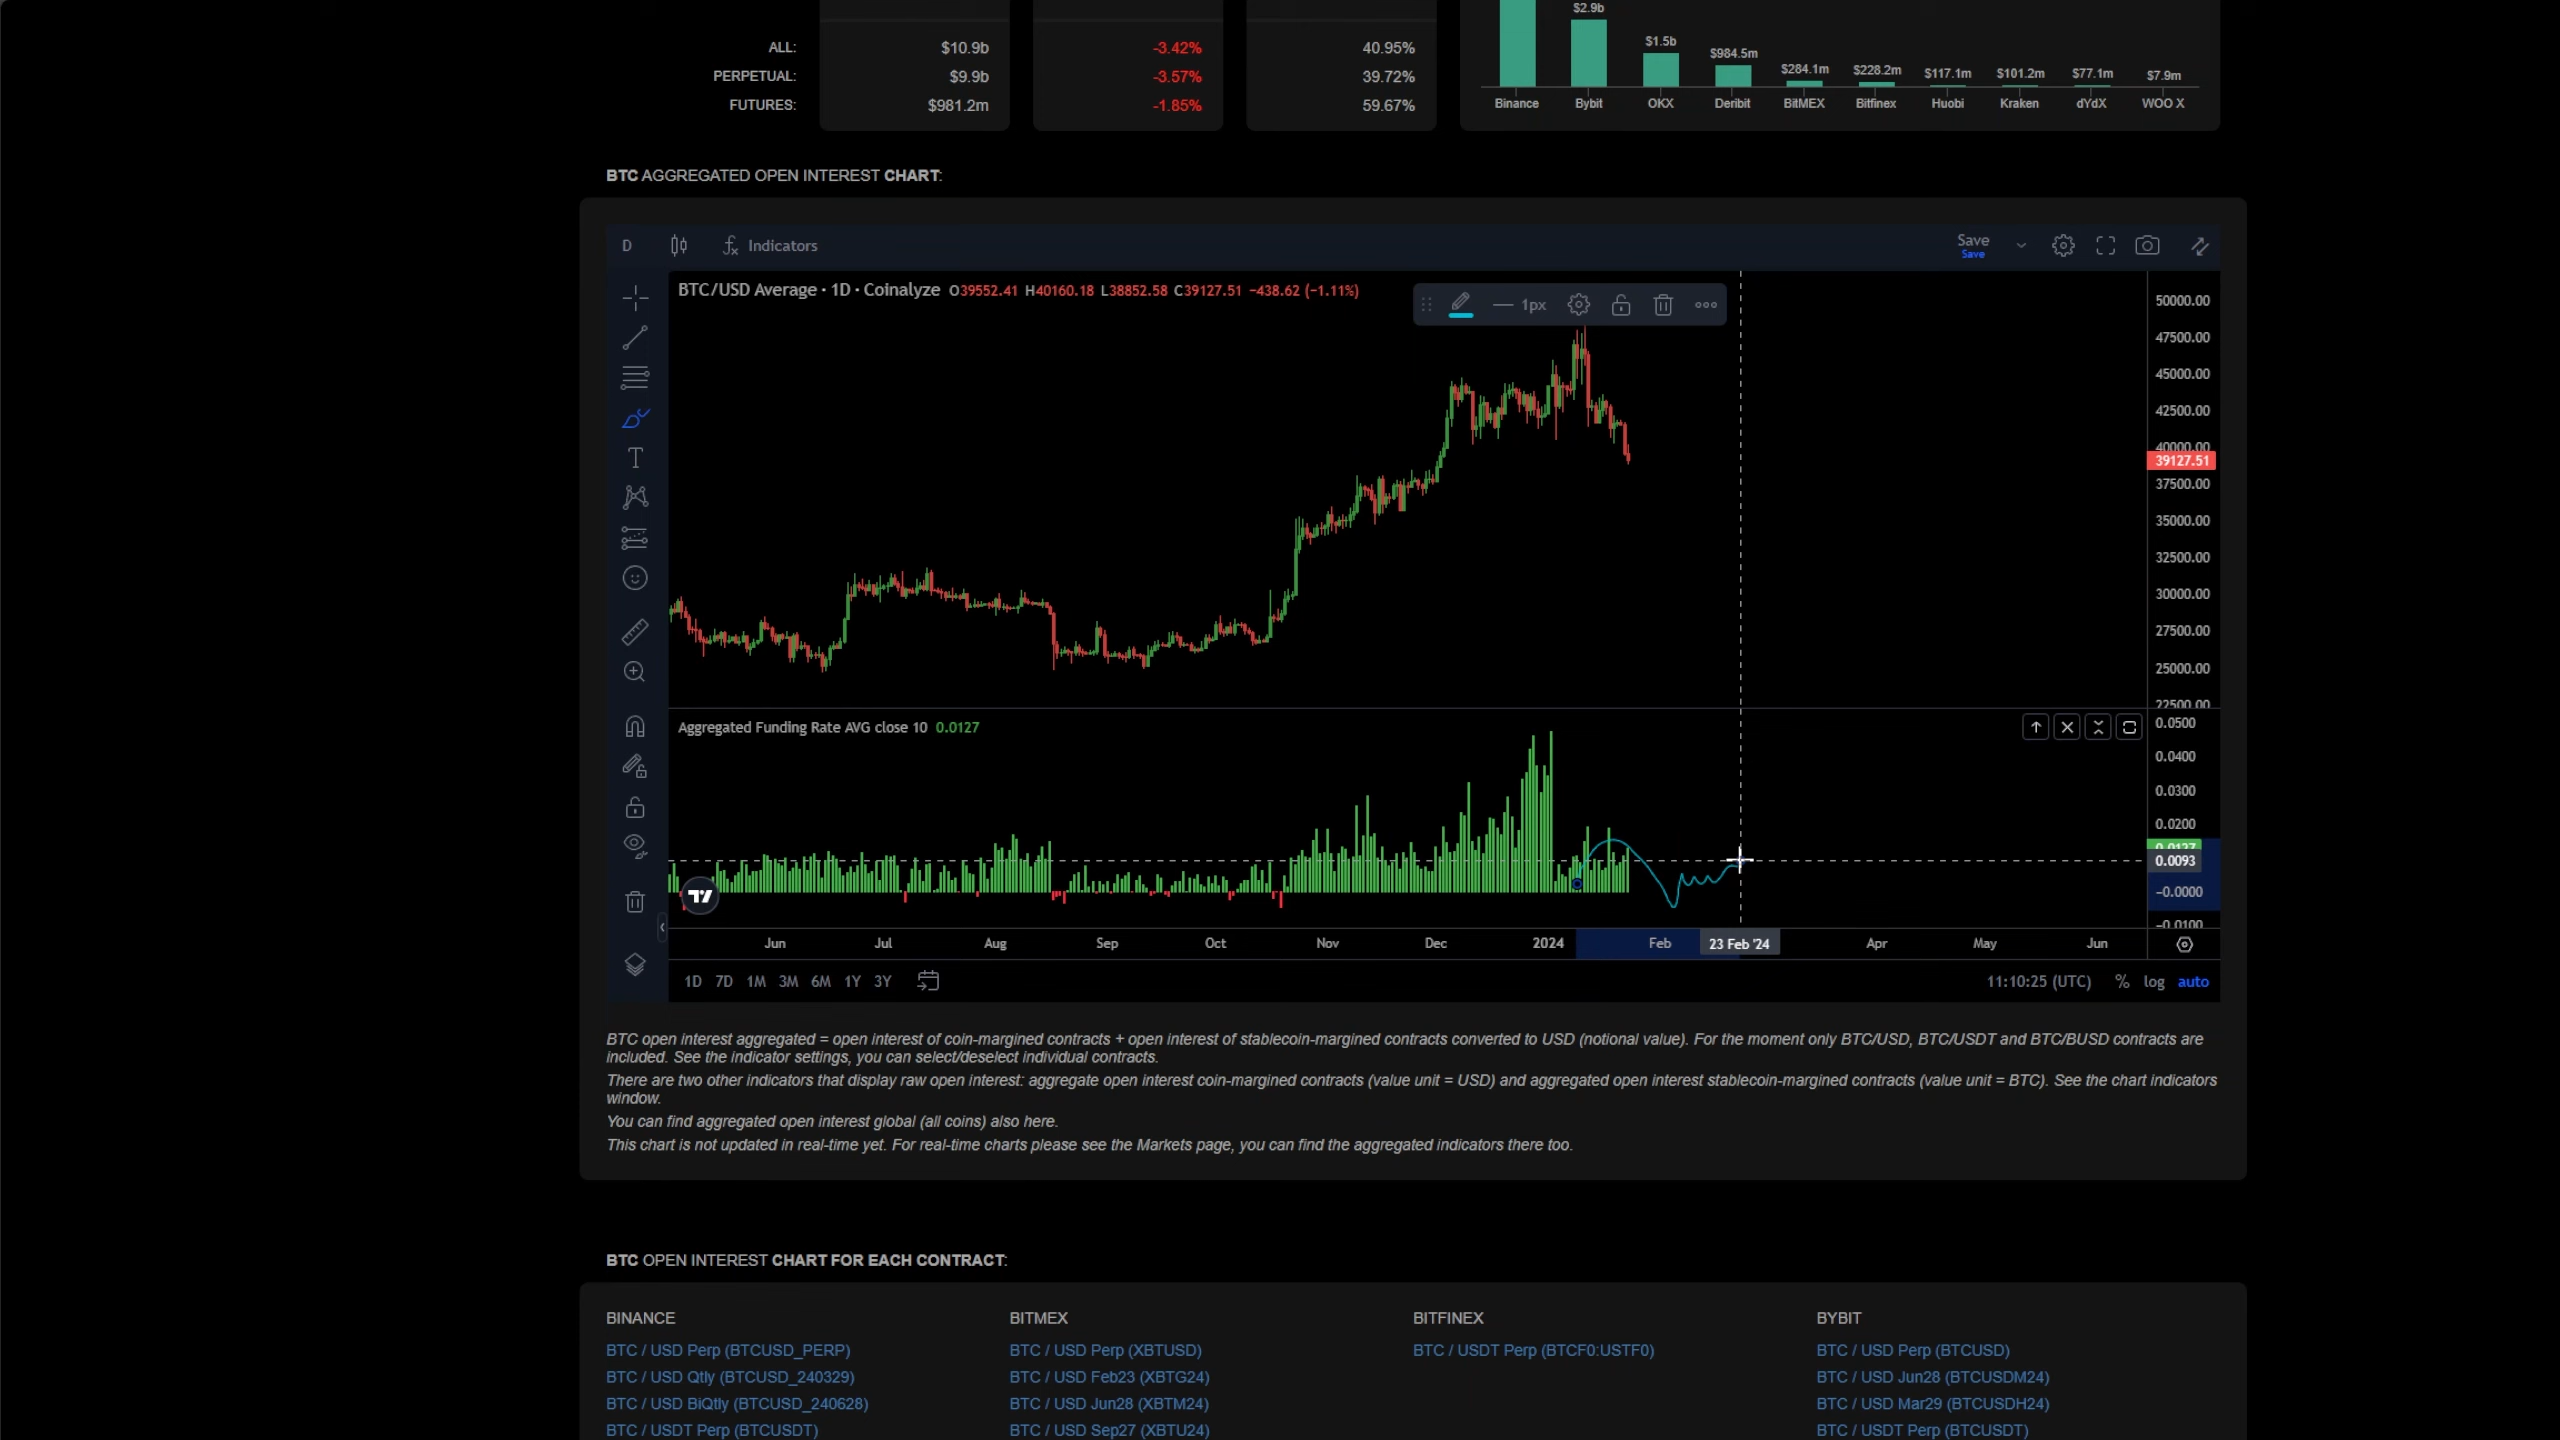 $2.9b
$1.5b
$984.5m
$284.1m
$228.2m
$117.1m
$101.2m
$77.1m
$7.9m
Binance
Bybit
OKX
Deribit
BitMEX
Bitfinex
Huobi
Kraken
dYdX
WOO X
ALL: $10.9b -3.42% 40.95%
PERPETUAL: $9.9b -3.57% 39.72%
FUTURES: $981.2m -1.85% 59.67%
BTC AGGREGATED OPEN INTEREST CHART:
D
Indicators
Save
Save
BTC/USD Average · 1D · Coinalyze O39552.41 H40160.18 L38852.58 C39127.51 −438.62 (−1.11%)
1px
50000.00
47500.00
45000.00
42500.00
40000.00
39127.51
37500.00
35000.00
32500.00
30000.00
27500.00
25000.00
22500.00
Aggregated Funding Rate AVG close 10 0.0127
0.0500
0.0400
0.0300
0.0200
0.0127
0.0093
−0.0000
−0.0100
Jun
Jul
Aug
Sep
Oct
Nov
Dec
2024
Feb
23 Feb '24
Apr
May
Jun
1D 7D 1M 3M 6M 1Y 3Y
11:10:25 (UTC) % log auto
BTC open interest aggregated = open interest of coin-margined contracts + open interest of stablecoin-margined contracts converted to USD (notional value). For the moment only BTC/USD, BTC/USDT and BTC/BUSD contracts are
included. See the indicator settings, you can select/deselect individual contracts.
There are two other indicators that display raw open interest: aggregate open interest coin-margined contracts (value unit = USD) and aggregated open interest stablecoin-margined contracts (value unit = BTC). See the chart indicators
window.
You can find aggregated open interest global (all coins) also here.
This chart is not updated in real-time yet. For real-time charts please see the Markets page, you can find the aggregated indicators there too.
BTC OPEN INTEREST CHART FOR EACH CONTRACT:
BINANCE
BTC / USD Perp (BTCUSD_PERP)
BTC / USD Qtly (BTCUSD_240329)
BTC / USD BiQtly (BTCUSD_240628)
BTC / USDT Perp (BTCUSDT)
BITMEX
BTC / USD Perp (XBTUSD)
BTC / USD Feb23 (XBTG24)
BTC / USD Jun28 (XBTM24)
BTC / USD Sep27 (XBTU24)
BITFINEX
BTC / USDT Perp (BTCF0:USTF0)
BYBIT
BTC / USD Perp (BTCUSD)
BTC / USD Jun28 (BTCUSDM24)
BTC / USD Mar29 (BTCUSDH24)
BTC / USDT Perp (BTCUSDT)